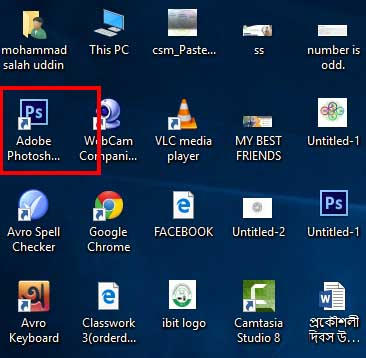 mohammad salah uddin
This PC
csm_Paste...
ss
number is odd.
Adobe Photosh...
WebCam Compani...
VLC media player
MY BEST FRIENDS
Untitled-1
Avro Spell Checker
Google Chrome
FACEBOOK
Untitled-2
Untitled-1
Avro Keyboard
Classwork 3(orderd...
ibit logo
Camtasia Studio 8
প্রকৌশলী দিবস উ...